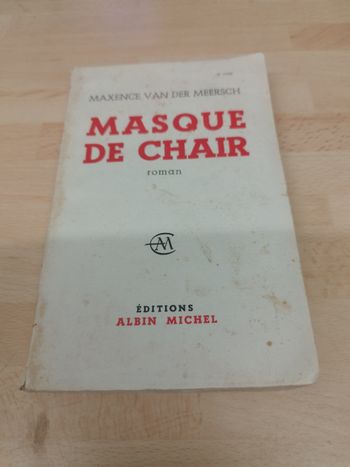 MAXENCE VAN DER MEERSCH
MASQUE
DE CHAIR
roman
ÉDITIONS
ALBIN MICHEL